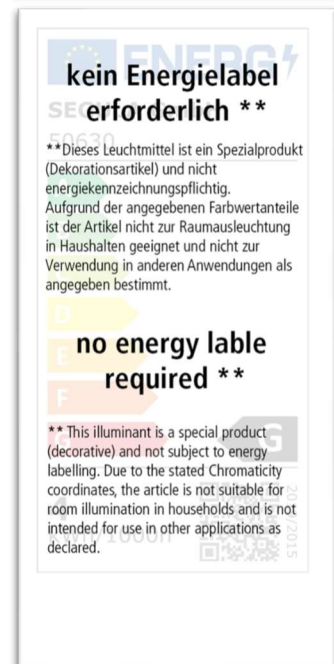 ENERG
kein Energielabel
erforderlich **
50630
**Dieses Leuchtmittel ist ein Spezialprodukt
(Dekorationsartikel) und nicht
energiekennzeichnungspflichtig.
Aufgrund der angegebenen Farbwertanteile
ist der Artikel nicht zur Raumausleuchtung
in Haushalten geeignet und nicht zur
Verwendung in anderen Anwendungen als
angegeben bestimmt.
D
E
no energy lable
required **
F
G
** This illuminant is a special product
(decorative) and not subject to energy
labelling. Due to the stated Chromaticity
coordinates, the article is not suitable for
room illumination in households and is not
intended for use in other applications as
declared.
kWh/1000h